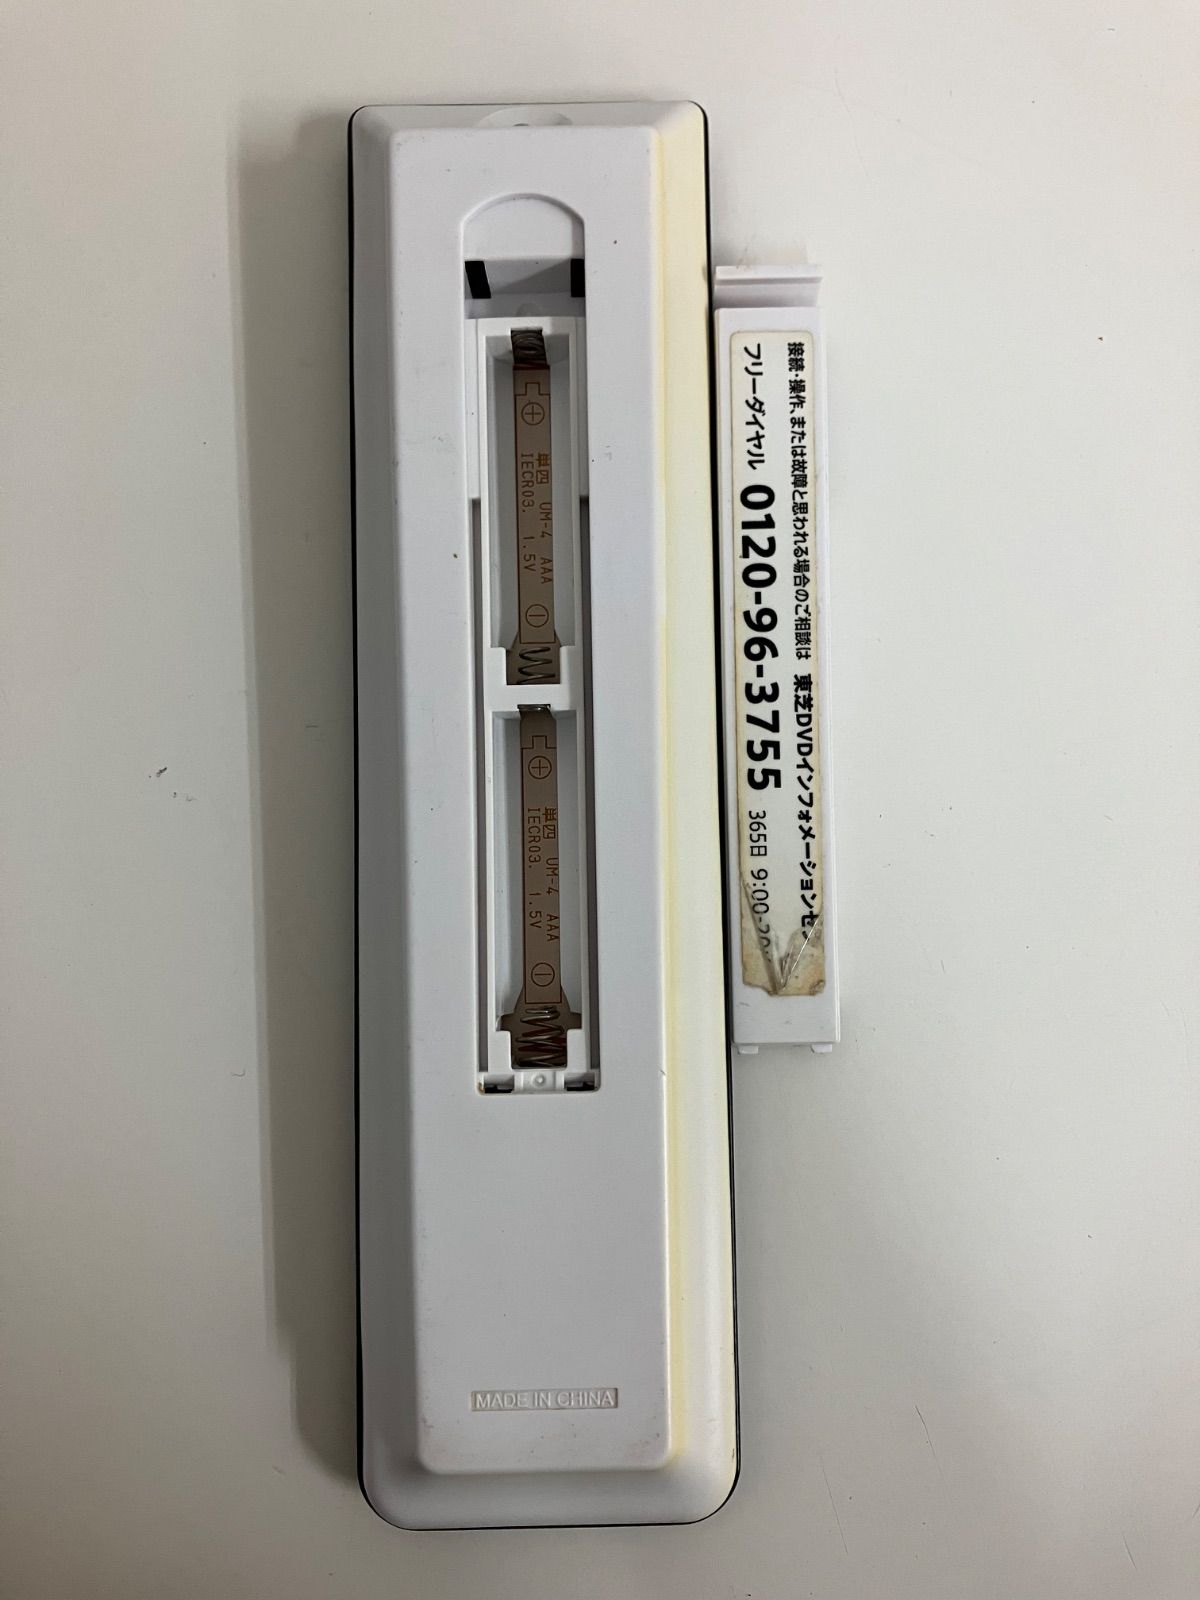 ⊕ 単四 UM-4 AAA ⊖
IECR03. 1.5V
⊕ 単四 UM-4 AAA ⊖
IECR03. 1.5V
接続・操作、または故障と思われる場合のご相談は 東芝DVDインフォメーションセ
フリーダイヤル 0120-96-3755 365日 9:00-20
MADE IN CHINA